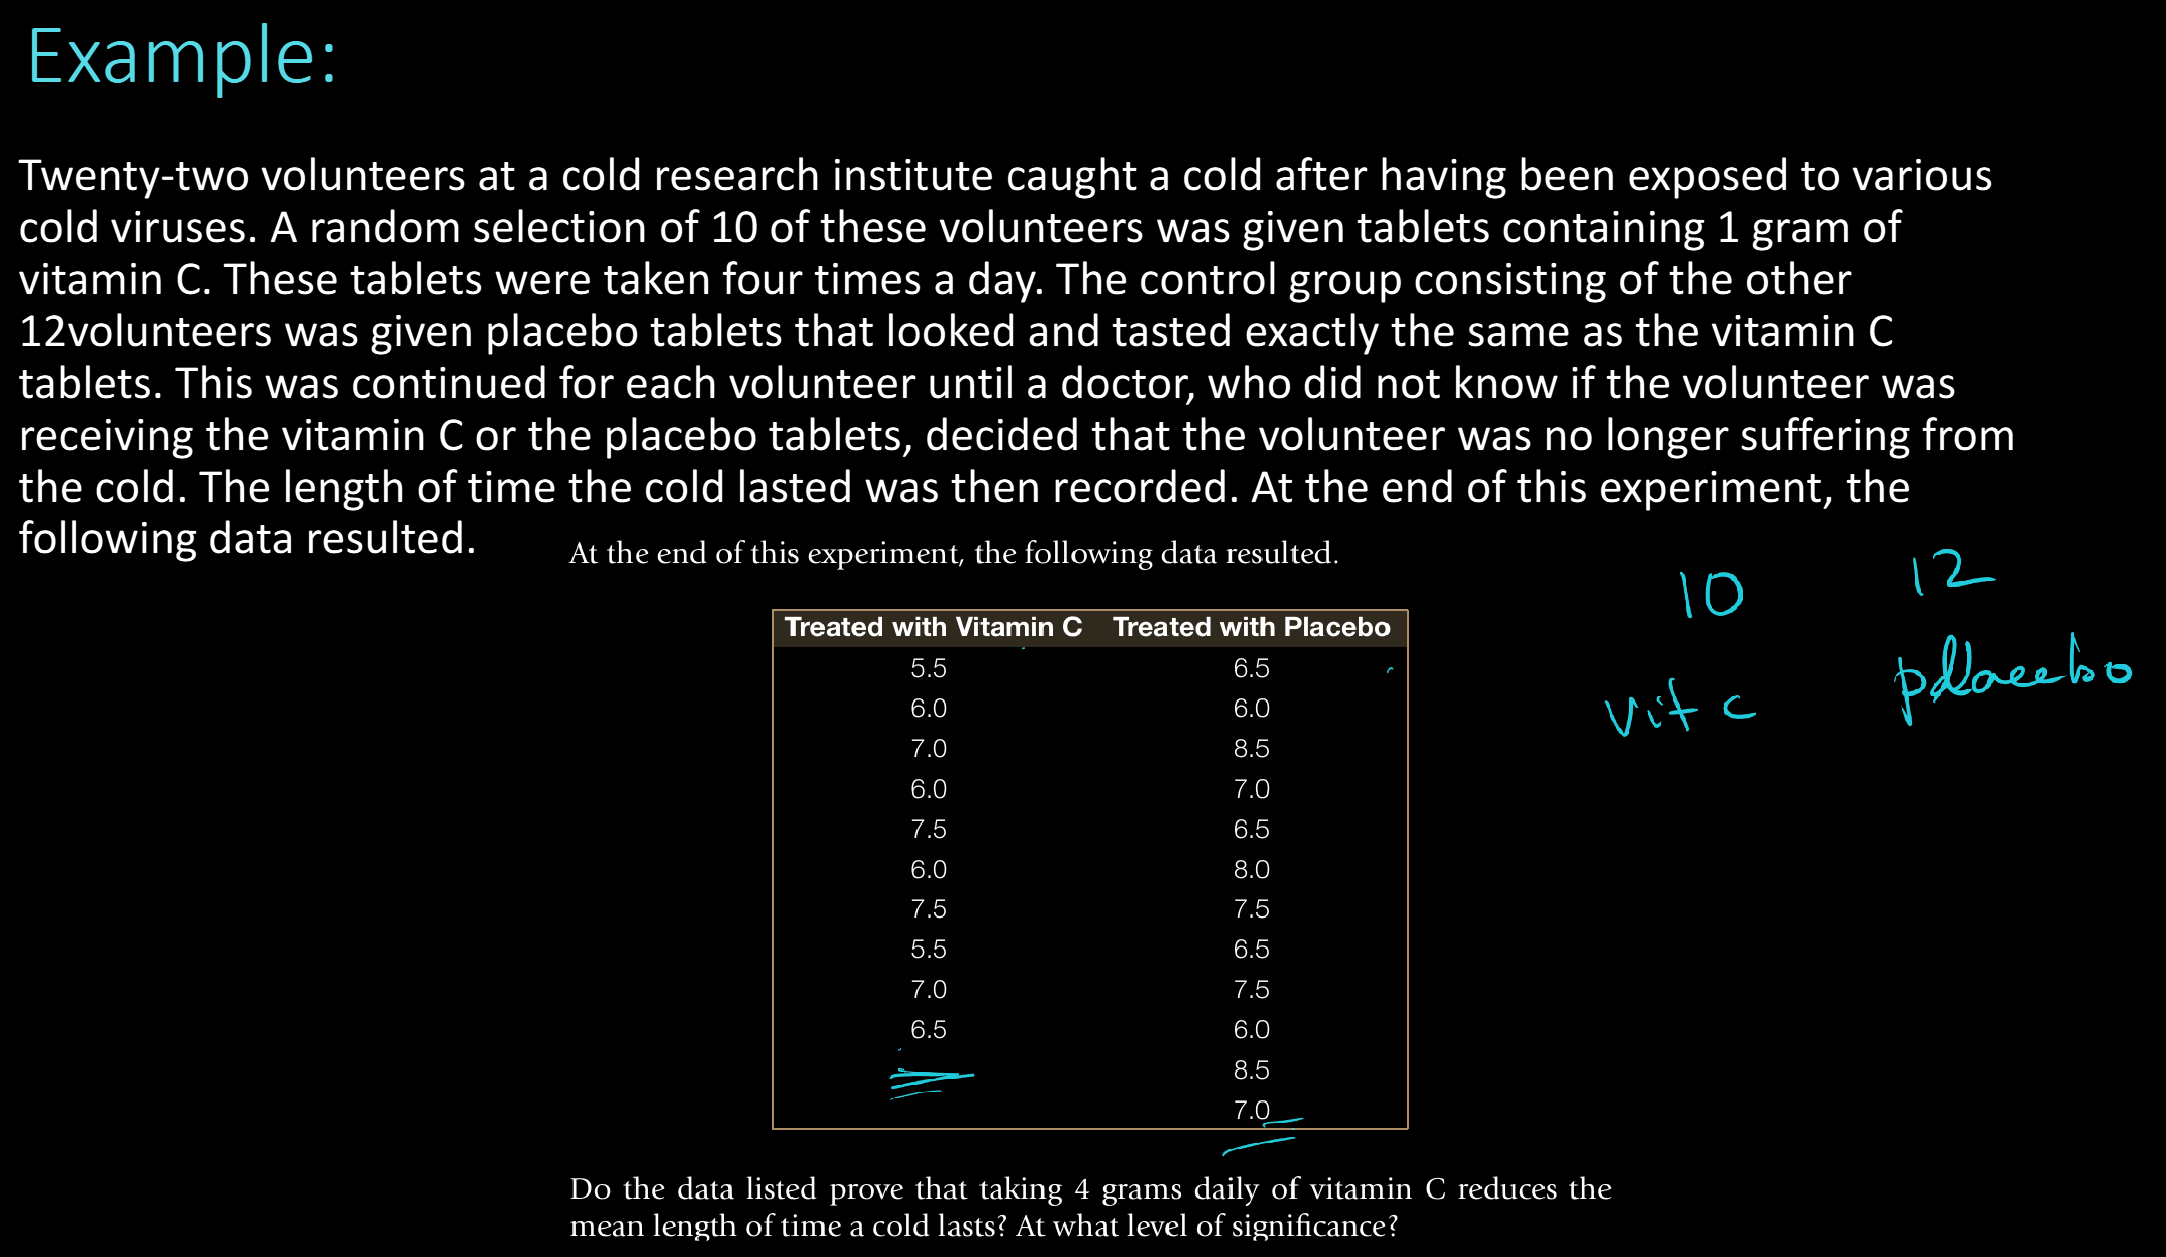 Example:
Twenty-two volunteers at a cold research institute caught a cold after having been exposed to various
cold viruses. A random selection of 10 of these volunteers was given tablets containing 1 gram of
vitamin C. These tablets were taken four times a day. The control group consisting of the other
12volunteers was given placebo tablets that looked and tasted exactly the same as the vitamin C
tablets. This was continued for each volunteer until a doctor, who did not know if the volunteer was
receiving the vitamin C or the placebo tablets, decided that the volunteer was no longer suffering from
the cold. The length of time the cold lasted was then recorded. At the end of this experiment, the
following data resulted.
At the end of this experiment, the following data resulted.
10 12
vit c placebo
Treated with Vitamin C Treated with Placebo
5.5 6.5
6.0 6.0
7.0 8.5
6.0 7.0
7.5 6.5
6.0 8.0
7.5 7.5
5.5 6.5
7.0 7.5
6.5 6.0
8.5
7.0
Do the data listed prove that taking 4 grams daily of vitamin C reduces the
mean length of time a cold lasts? At what level of significance?